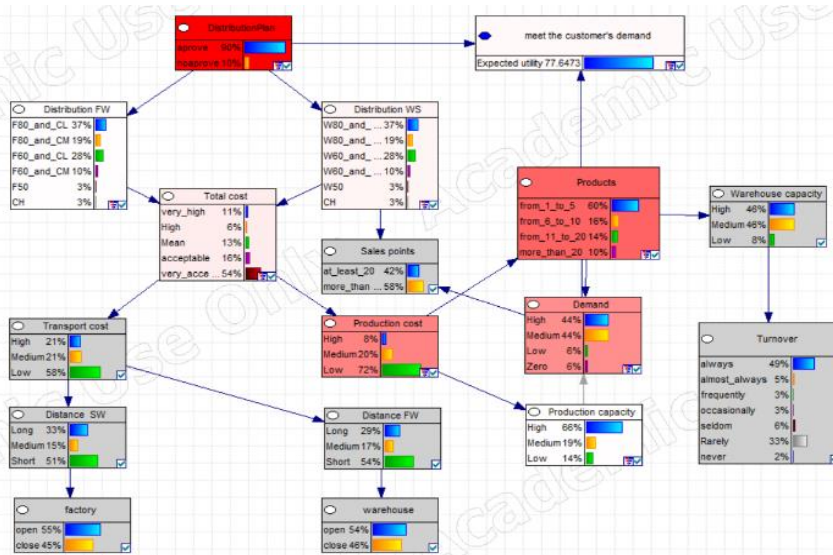 DistributionPlan
aprove 90%
noaprove 10%
meet the customer's demand
Expected utility 77.6473
Distribution FW
F80_and_CL 37%
F80_and_CM 19%
F60_and_CL 28%
F60_and_CM 10%
F50 3%
CH 3%
Distribution WS
W80_and_ ... 37%
W80_and_ ... 19%
W60_and_ ... 28%
W60_and_ ... 10%
W50 3%
CH 3%
Total cost
very_high 11%
High 6%
Mean 13%
acceptable 16%
very_acce ... 54%
Products
from_1_to_5 60%
from_6_to_10 16%
from_11_to_20 14%
more_than_20 10%
Warehouse capacity
High 46%
Medium 46%
Low 8%
Sales points
at_least_20 42%
more_than ... 58%
Transport cost
High 21%
Medium 21%
Low 58%
Production cost
High 8%
Medium 20%
Low 72%
Demand
High 44%
Medium 44%
Low 6%
Zero 6%
Turnover
always 49%
almost_always 5%
frequently 3%
occasionally 3%
seldom 6%
Rarely 33%
never 2%
Distance SW
Long 33%
Medium 15%
Short 51%
Distance FW
Long 29%
Medium 17%
Short 54%
Production capacity
High 66%
Medium 19%
Low 14%
factory
open 55%
close 45%
warehouse
open 54%
close 46%
Academic Use Only